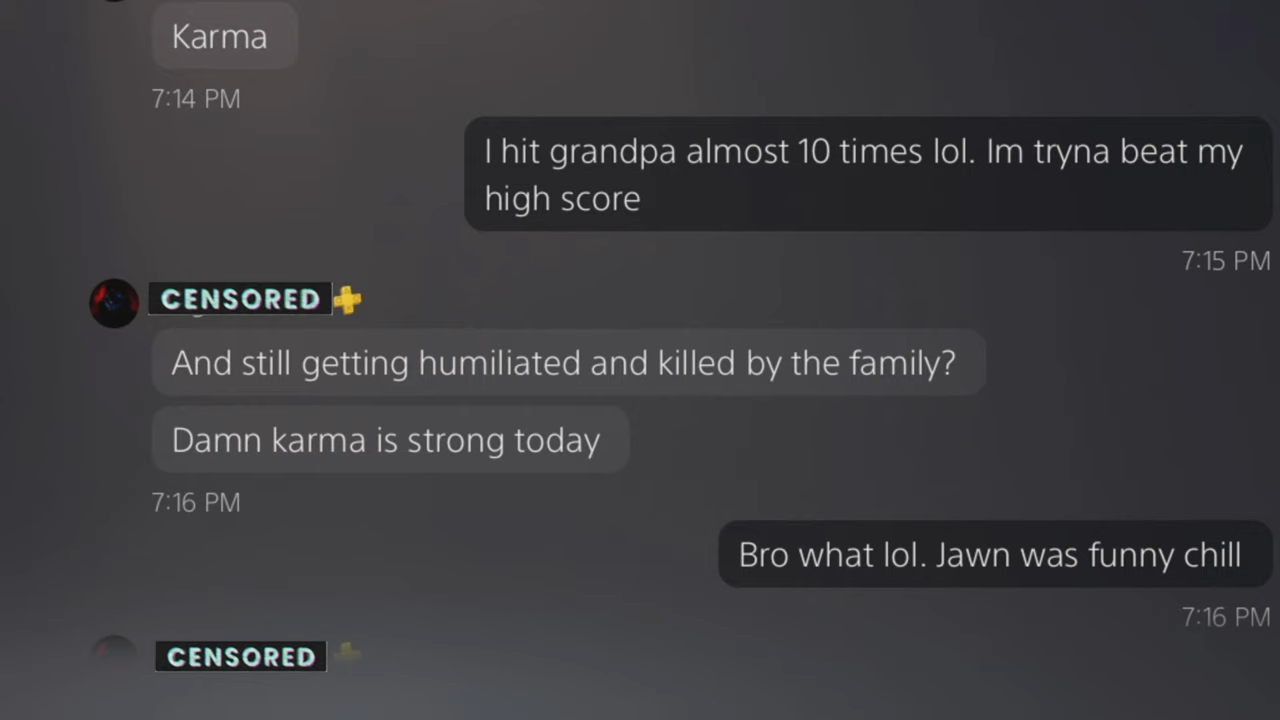 Karma
7:14 PM
I hit grandpa almost 10 times lol. Im tryna beat my
high score
7:15 PM
CENSORED
And still getting humiliated and killed by the family?
Damn karma is strong today
7:16 PM
Bro what lol. Jawn was funny chill
7:16 PM
CENSORED